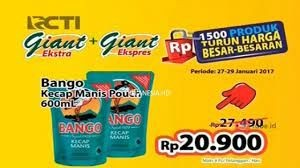 RCTI
Giant + Giant
Ekstra Ekspres
Rp
1500 PRODUK
TURUN HARGA
BESAR-BESARAN
Periode: 27-29 Januari 2017
Bango
Kecap Manis Pouch
600mL
27.490
Rp 20.900
BANGO
KECAP
MANIS
BANGO
KECAP
MANIS